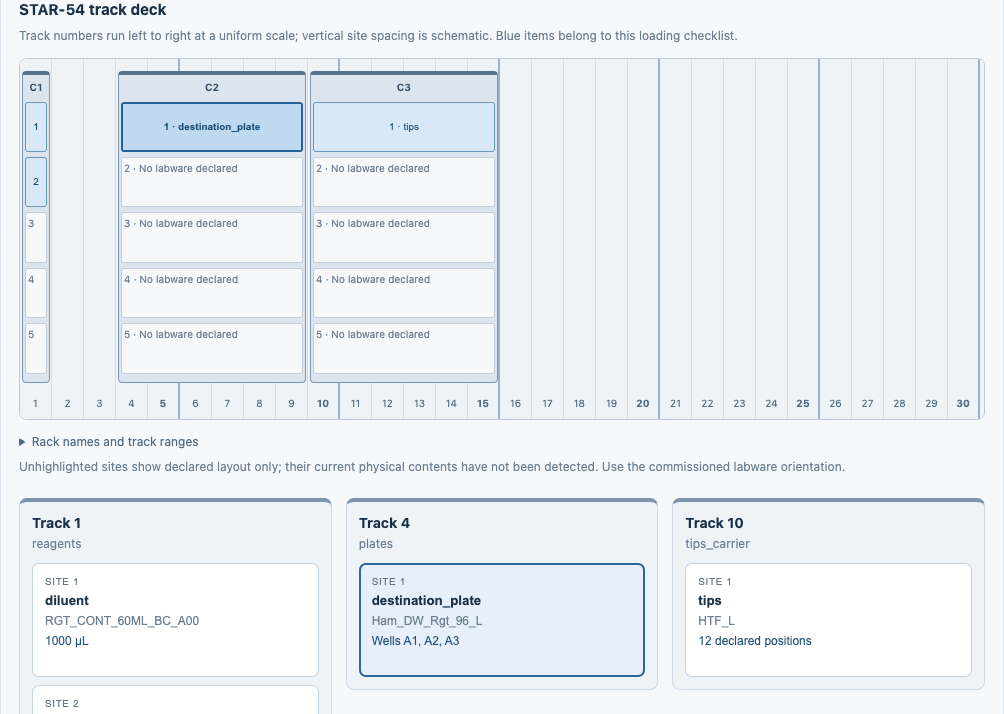 STAR-54 track deck
Track numbers run left to right at a uniform scale; vertical site spacing is schematic. Blue items belong to this loading checklist.
C1
C2
C3
1
1 · destination_plate
1 · tips
2
2 · No labware declared
2 · No labware declared
3
3 · No labware declared
3 · No labware declared
4
4 · No labware declared
4 · No labware declared
5
5 · No labware declared
5 · No labware declared
1 2 3 4 5 6 7 8 9 10 11 12 13 14 15 16 17 18 19 20 21 22 23 24 25 26 27 28 29 30
Rack names and track ranges
Unhighlighted sites show declared layout only; their current physical contents have not been detected. Use the commissioned labware orientation.
Track 1
reagents
SITE 1
diluent
RGT_CONT_60ML_BC_A00
1000 µL
SITE 2
Track 4
plates
SITE 1
destination_plate
Ham_DW_Rgt_96_L
Wells A1, A2, A3
Track 10
tips_carrier
SITE 1
tips
HTF_L
12 declared positions